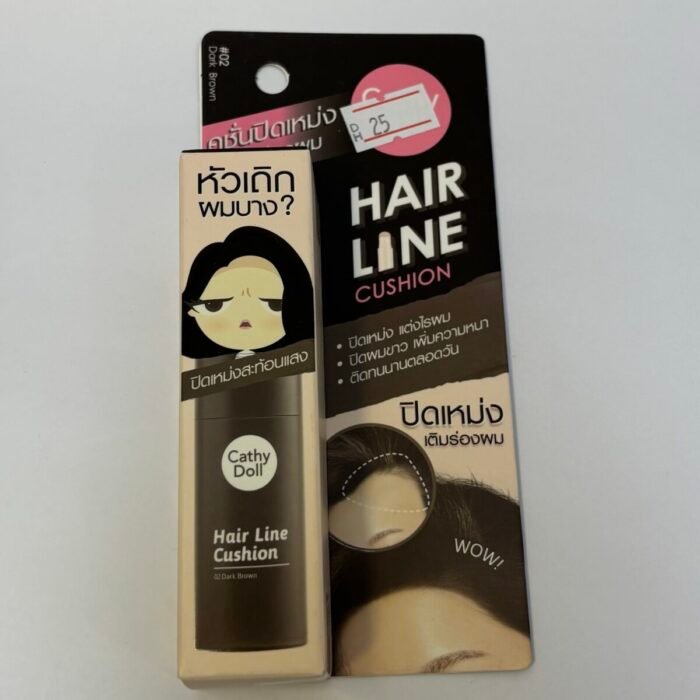 #02
Dark Brown
คุชั่นปิดเหม่ง
DH 25
HAIR
LINE
CUSHION
• ปิดเหม่ง แต่งไรผม
• ปิดผมขาว เพิ่มความหนา
• ติดทนนานตลอดวัน
ปิดเหม่ง
เติมร่องผม
WOW!
หัวเถิก
ผมบาง?
ปิดเหม่งสะท้อนแสง
Cathy
Doll
Hair Line
Cushion
02 Dark Brown